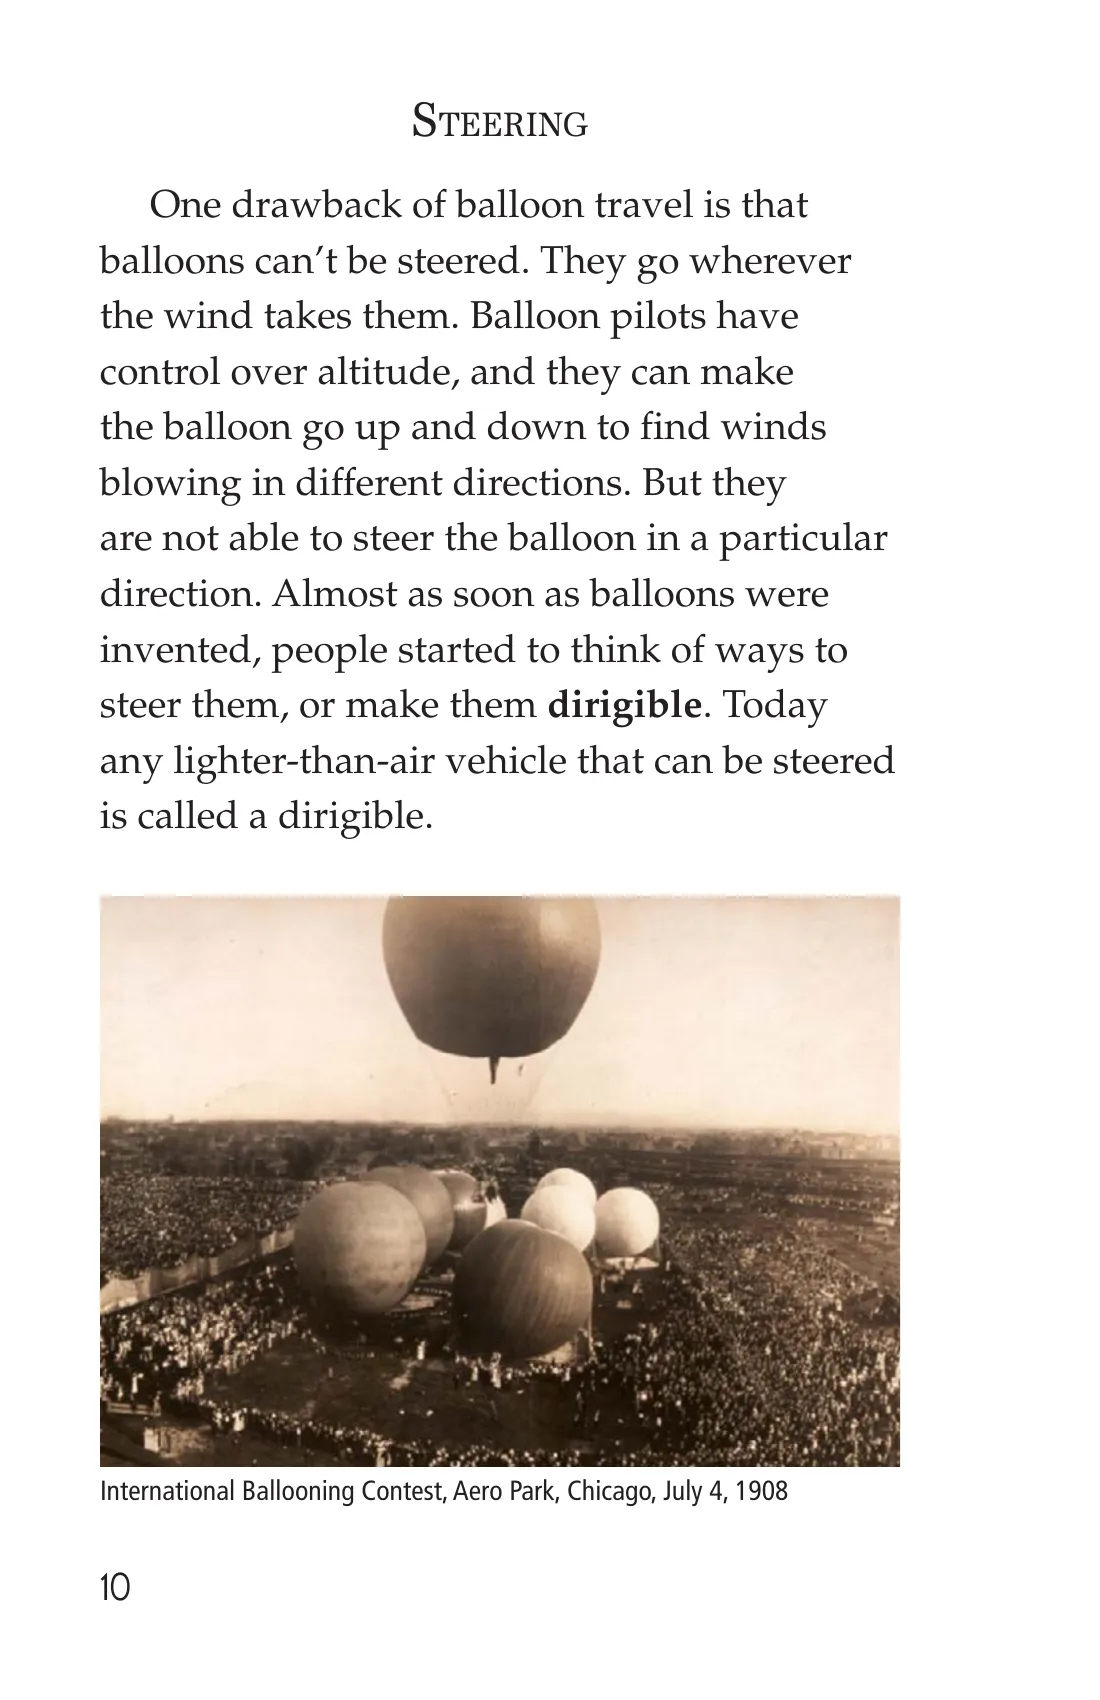 STEERING
One drawback of balloon travel is that
balloons can’t be steered. They go wherever
the wind takes them. Balloon pilots have
control over altitude, and they can make
the balloon go up and down to find winds
blowing in different directions. But they
are not able to steer the balloon in a particular
direction. Almost as soon as balloons were
invented, people started to think of ways to
steer them, or make them dirigible. Today
any lighter-than-air vehicle that can be steered
is called a dirigible.
International Ballooning Contest, Aero Park, Chicago, July 4, 1908
10